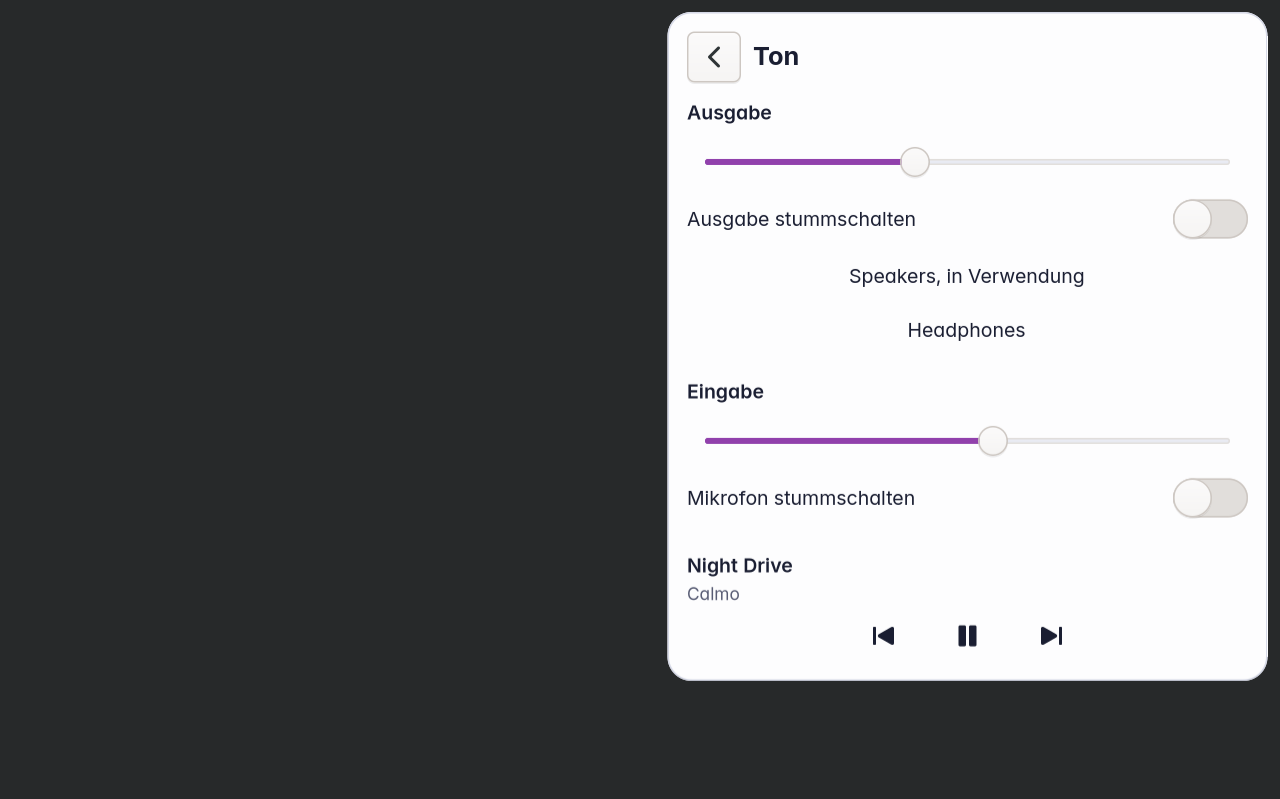 Ton
Ausgabe
Ausgabe stummschalten
Speakers, in Verwendung
Headphones
Eingabe
Mikrofon stummschalten
Night Drive
Calmo